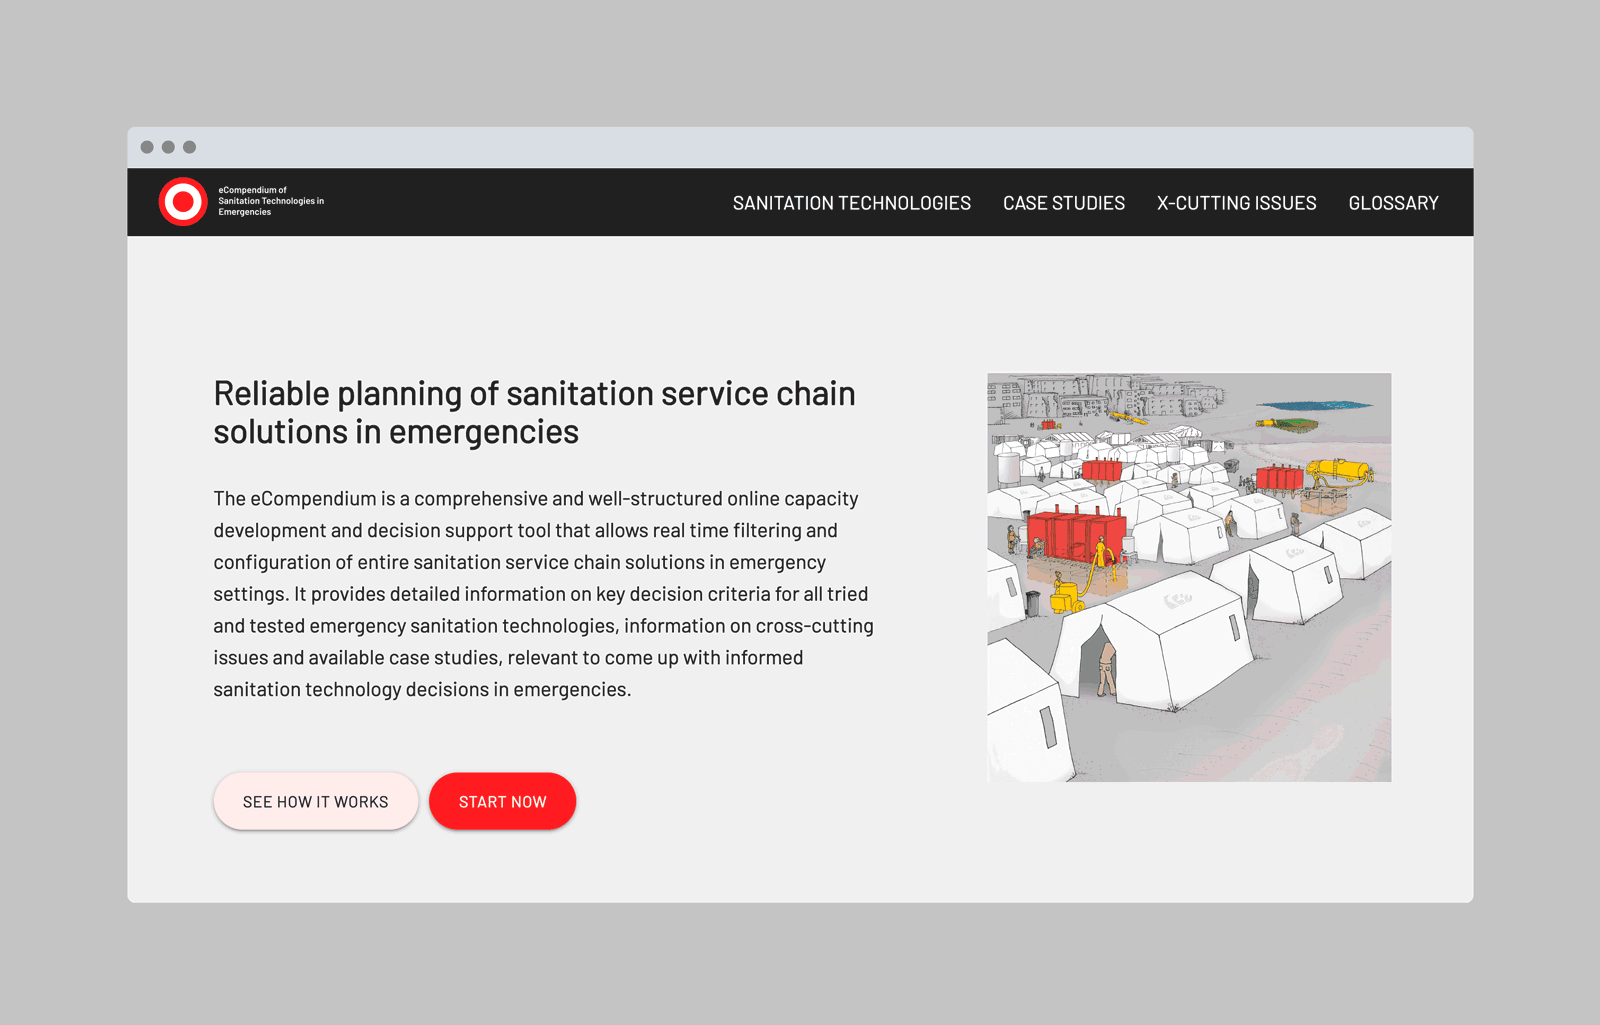 eCompendium of
Sanitation Technologies in
Emergencies
SANITATION TECHNOLOGIES
CASE STUDIES
X-CUTTING ISSUES
GLOSSARY
Reliable planning of sanitation service chain
solutions in emergencies
The eCompendium is a comprehensive and well-structured online capacity
development and decision support tool that allows real time filtering and
configuration of entire sanitation service chain solutions in emergency
settings. It provides detailed information on key decision criteria for all tried
and tested emergency sanitation technologies, information on cross-cutting
issues and available case studies, relevant to come up with informed
sanitation technology decisions in emergencies.
SEE HOW IT WORKS
START NOW